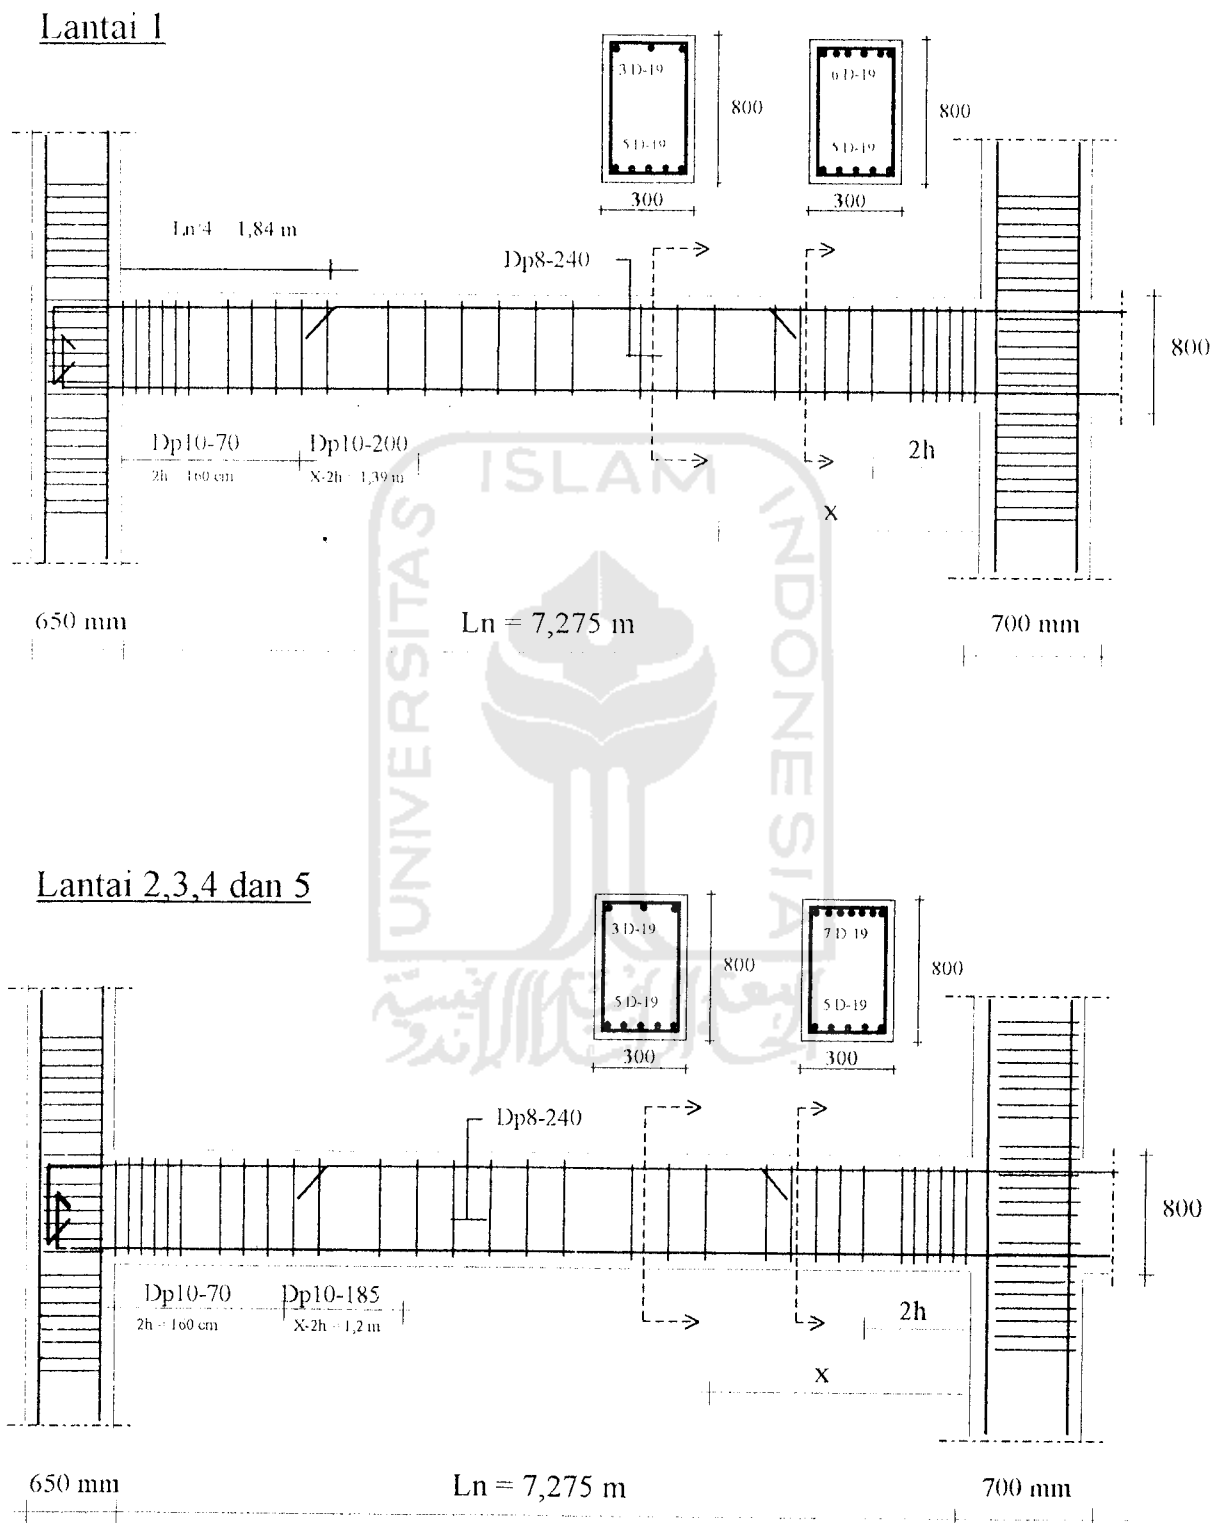 Lantai 1
3 D-19
5 D-19
800
300
6 D-19
5 D-19
800
300
Ln/4 1,84 m
Dp8-240
800
Dp10-70
2h = 160 cm
Dp10-200
X-2h = 1,39 m
2h
X
650 mm
Ln = 7,275 m
700 mm
UNIVERSITAS
ISLAM
INDONESIA
Lantai 2,3,4 dan 5
3 D-19
5 D-19
800
300
7 D-19
5 D-19
800
300
Dp8-240
800
Dp10-70
2h = 160 cm
Dp10-185
X-2h = 1,2 m
2h
X
650 mm
Ln = 7,275 m
700 mm